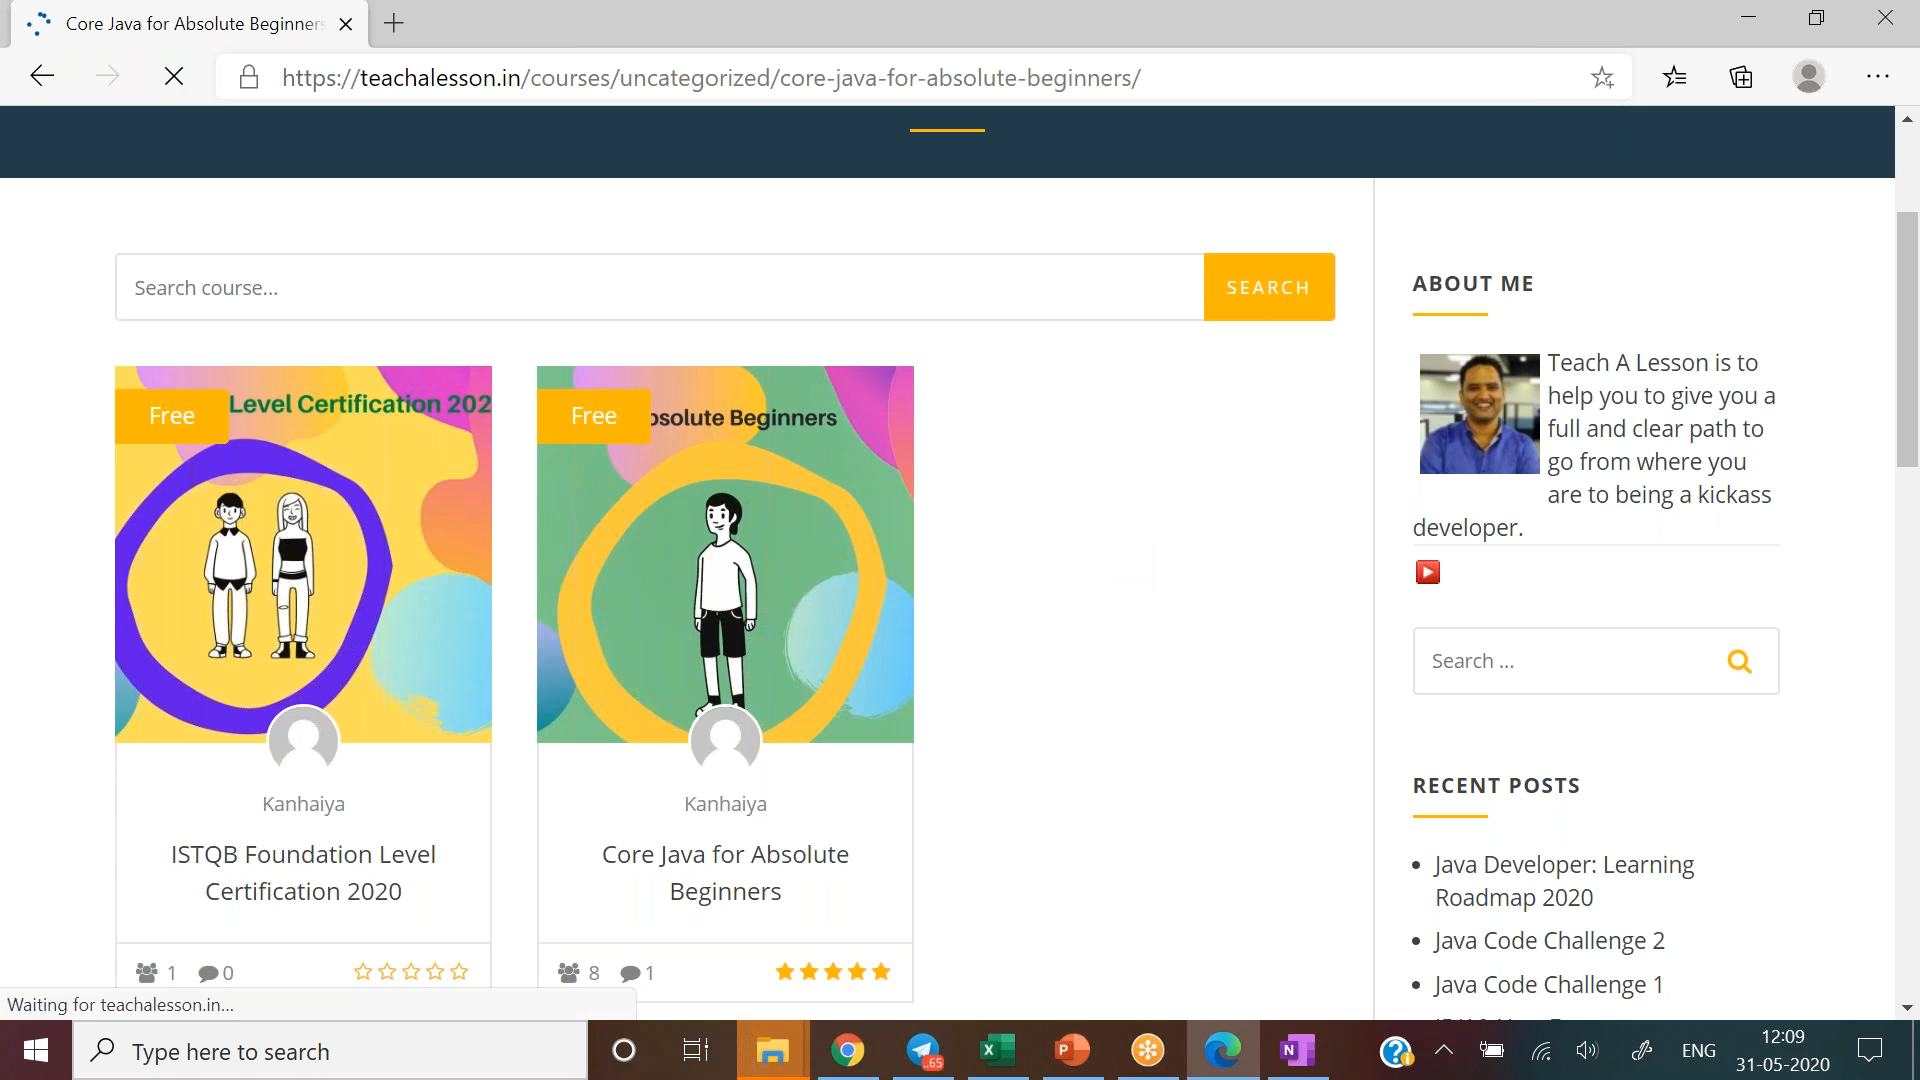 Core Java for Absolute Beginners
https://teachalesson.in/courses/uncategorized/core-java-for-absolute-beginners/
Search course...
SEARCH
Free
Level Certification 202
Free
bsolute Beginners
Kanhaiya
ISTQB Foundation Level
Certification 2020
1
0
Kanhaiya
Core Java for Absolute
Beginners
8
1
ABOUT ME
Teach A Lesson is to
help you to give you a
full and clear path to
go from where you
are to being a kickass
developer.
Search ...
RECENT POSTS
Java Developer: Learning
Roadmap 2020
Java Code Challenge 2
Java Code Challenge 1
Waiting for teachalesson.in...
Type here to search
..65
ENG
12:09
31-05-2020